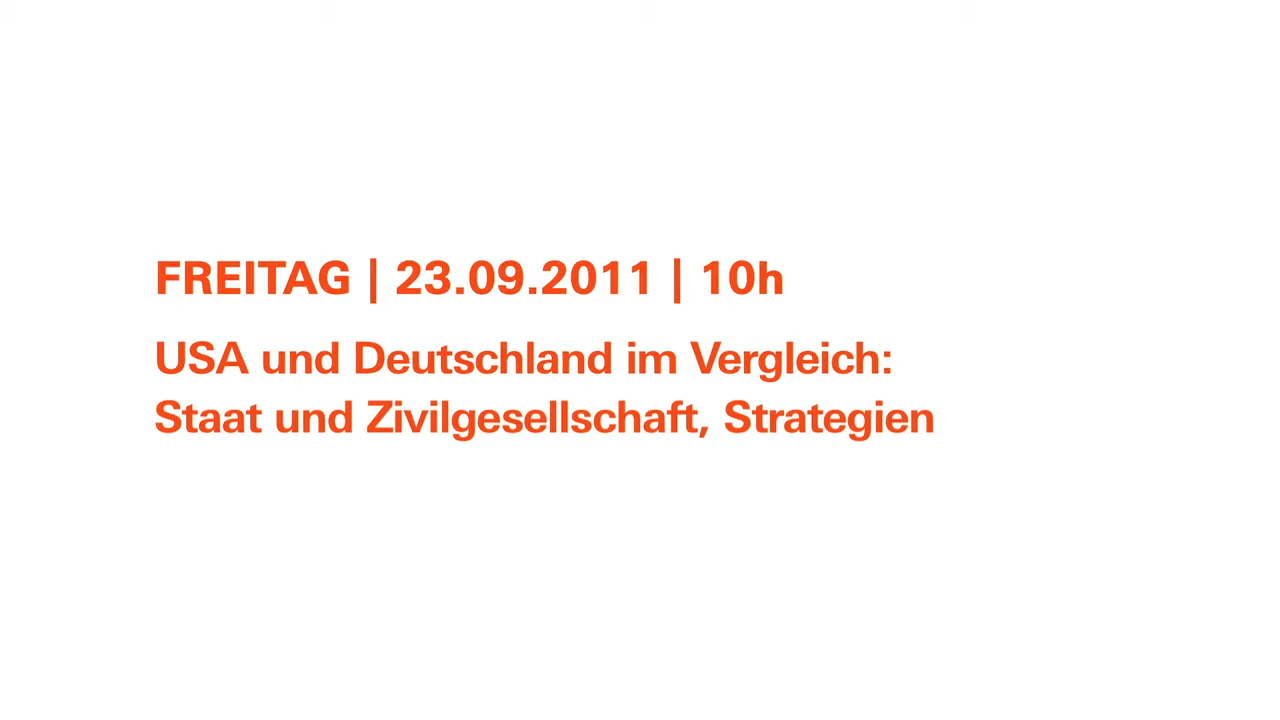 FREITAG | 23.09.2011 | 10h
USA und Deutschland im Vergleich:
Staat und Zivilgesellschaft, Strategien